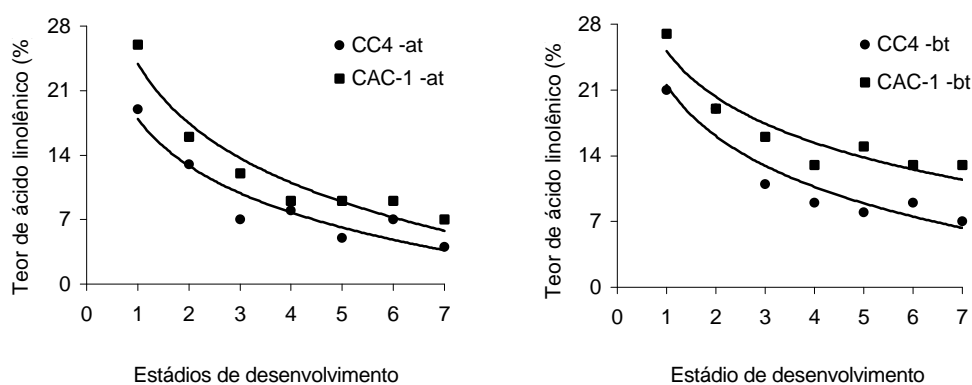 Teor de ácido linolênico (%
28
21
14
7
0
0 1 2 3 4 5 6 7
Estádios de desenvolvimento
CC4 -at
CAC-1 -at
Teor de ácido linolênico (%
28
21
14
7
0
0 1 2 3 4 5 6 7
Estádio de desenvolvimento
CC4 -bt
CAC-1 -bt